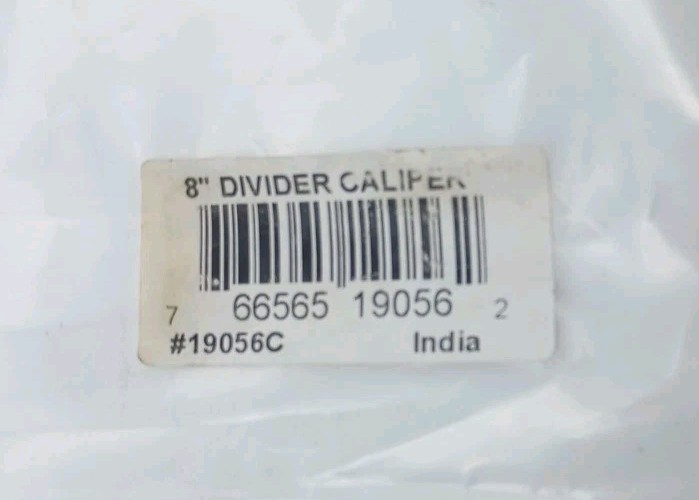 8" DIVIDER CALIPER
7 66565 19056 2
#19056C India